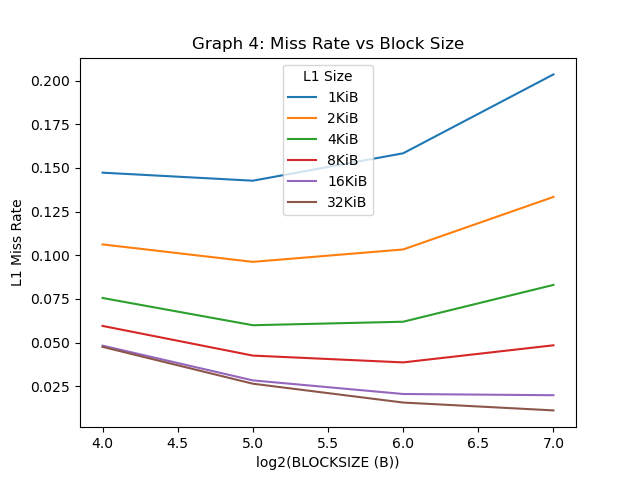 Graph 4: Miss Rate vs Block Size
L1 Size
1KiB
2KiB
4KiB
8KiB
16KiB
32KiB
L1 Miss Rate
0.200
0.175
0.150
0.125
0.100
0.075
0.050
0.025
4.0 4.5 5.0 5.5 6.0 6.5 7.0
log2(BLOCKSIZE (B))